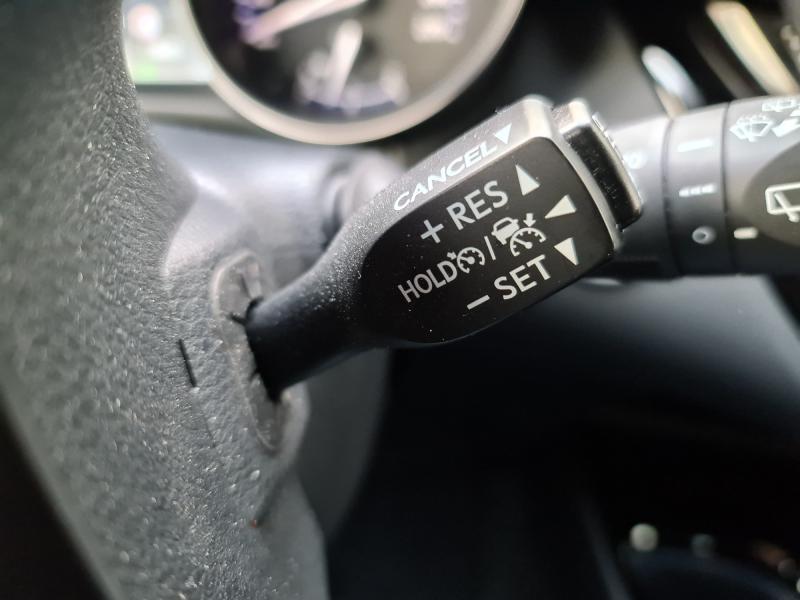 CANCEL
+ RES
HOLD /
− SET